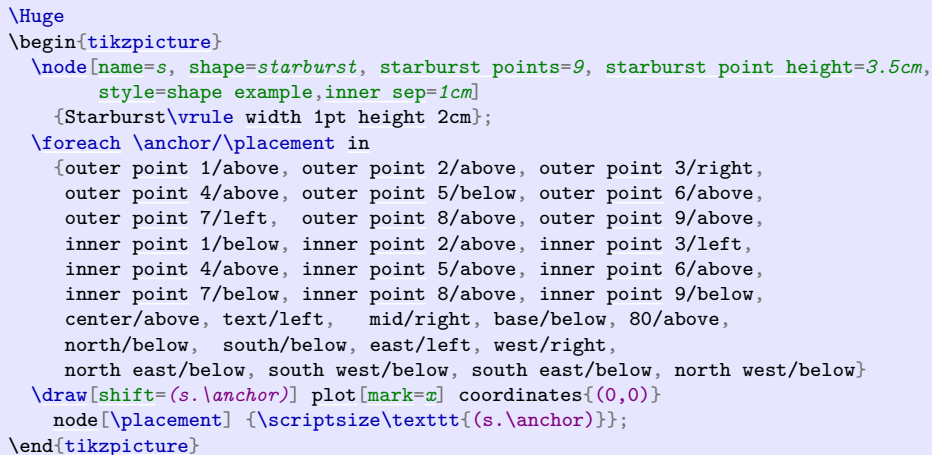 \Huge
\begin{tikzpicture}
\node[name=s, shape=starburst, starburst points=9, starburst point height=3.5cm,
style=shape example,inner sep=1cm]
{Starburst\vrule width 1pt height 2cm};
\foreach \anchor/\placement in
{outer point 1/above, outer point 2/above, outer point 3/right,
outer point 4/above, outer point 5/below, outer point 6/above,
outer point 7/left,  outer point 8/above, outer point 9/above,
inner point 1/below, inner point 2/above, inner point 3/left,
inner point 4/above, inner point 5/above, inner point 6/above,
inner point 7/below, inner point 8/above, inner point 9/below,
center/above, text/left,   mid/right, base/below, 80/above,
north/below,  south/below, east/left, west/right,
north east/below, south west/below, south east/below, north west/below}
\draw[shift=(s.\anchor)] plot[mark=x] coordinates{(0,0)}
node[\placement] {\scriptsize\texttt{(s.\anchor)}};
\end{tikzpicture}